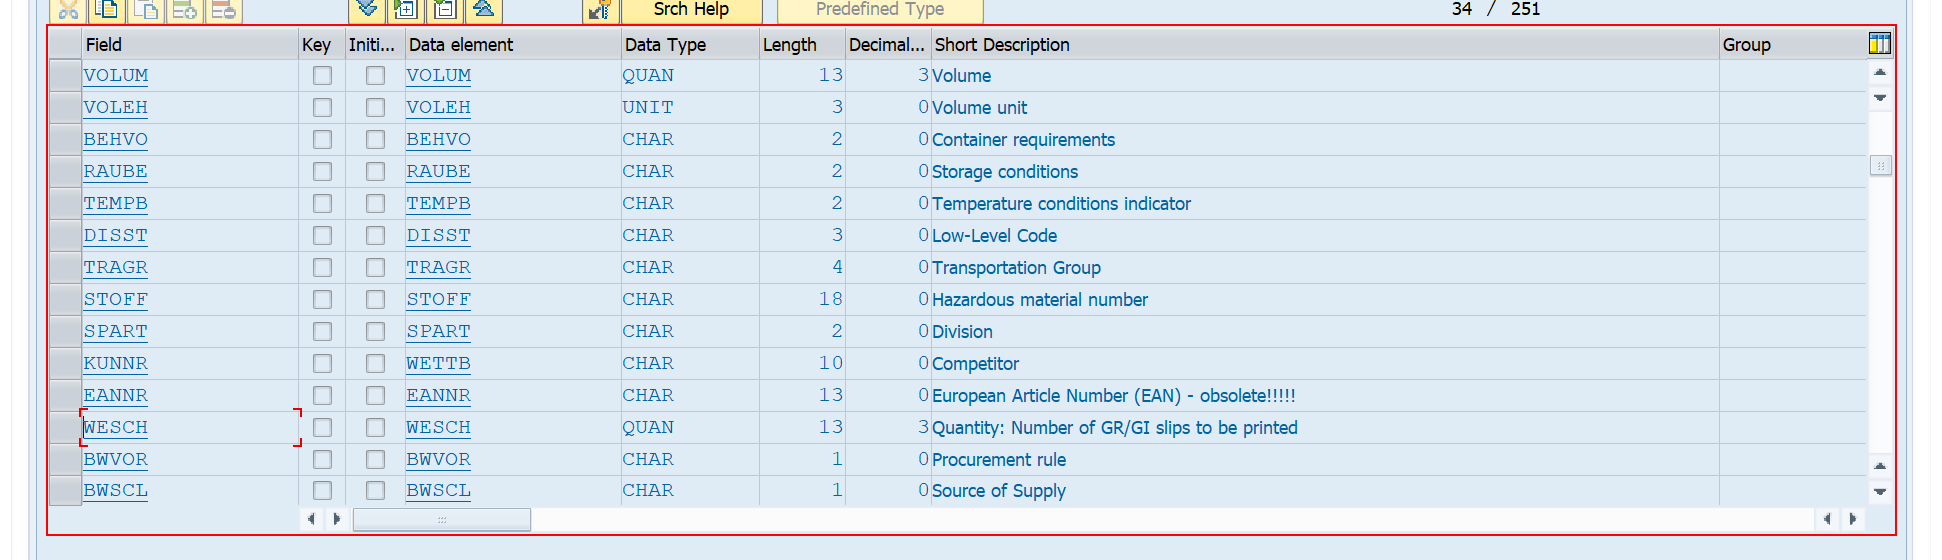 Srch Help Predefined Type 34 / 251
Field Key Initi... Data element Data Type Length Decimal... Short Description Group
VOLUM VOLUM QUAN 13 3 Volume
VOLEH VOLEH UNIT 3 0 Volume unit
BEHVO BEHVO CHAR 2 0 Container requirements
RAUBE RAUBE CHAR 2 0 Storage conditions
TEMPB TEMPB CHAR 2 0 Temperature conditions indicator
DISST DISST CHAR 3 0 Low-Level Code
TRAGR TRAGR CHAR 4 0 Transportation Group
STOFF STOFF CHAR 18 0 Hazardous material number
SPART SPART CHAR 2 0 Division
KUNNR WETTB CHAR 10 0 Competitor
EANNR EANNR CHAR 13 0 European Article Number (EAN) - obsolete!!!!!
WESCH WESCH QUAN 13 3 Quantity: Number of GR/GI slips to be printed
BWVOR BWVOR CHAR 1 0 Procurement rule
BWSCL BWSCL CHAR 1 0 Source of Supply